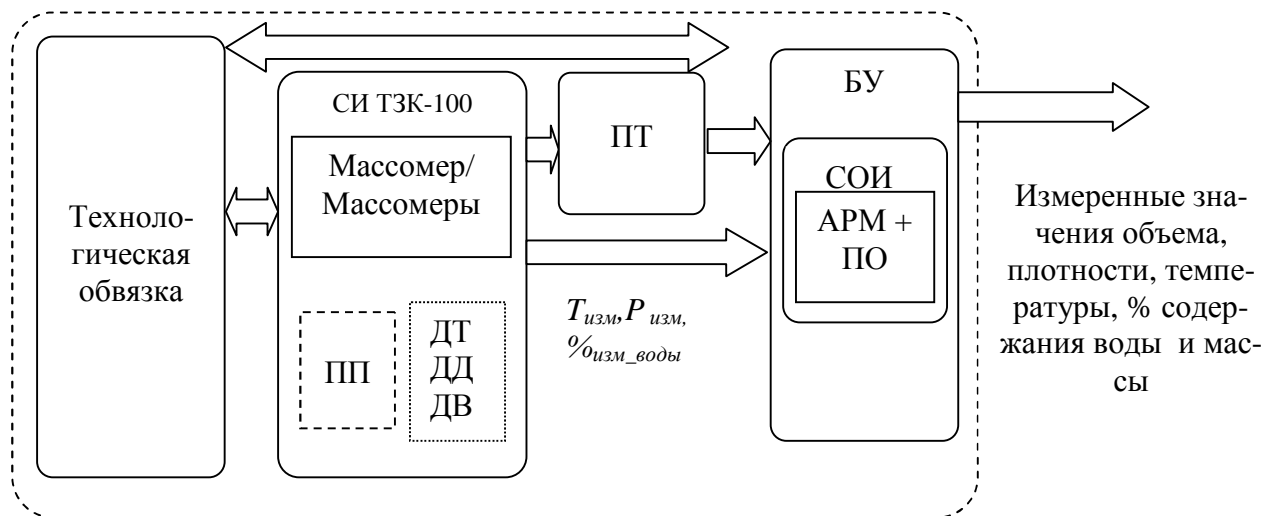 Техноло-
гическая
обвязка
СИ ТЗК-100
Массомер/
Массомеры
ПП
ДТ
ДД
ДВ
ПТ
Tизм,P изм,
%изм_воды
БУ
СОИ
АРМ +
ПО
Измеренные зна-
чения объема,
плотности, темпе-
ратуры, % содер-
жания воды и мас-
сы